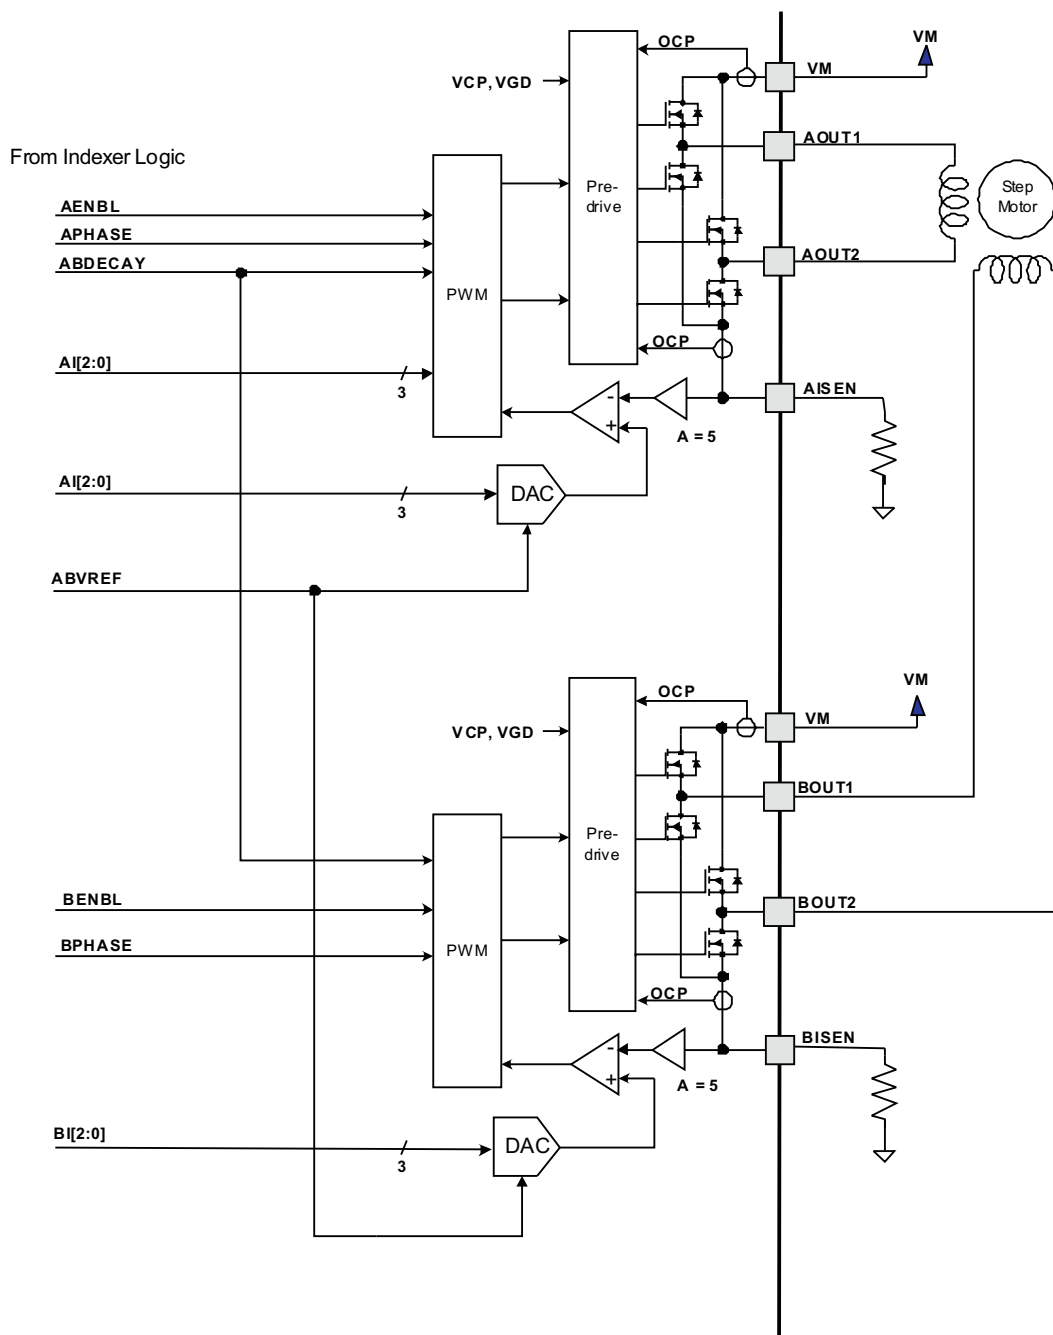 OCP
VM
VM
VCP, VGD
AOUT1
From Indexer Logic
Pre-
drive
Step
Motor
AENBL
APHASE
ABDECAY
AOUT2
PWM
OCP
AI[2:0]
3
AISEN
-
+
A = 5
AI[2:0]
3
DAC
ABVREF
VM
OCP
VM
VCP, VGD
BOUT1
Pre-
drive
BENBL
BOUT2
BPHASE
PWM
OCP
BISEN
-
+
A = 5
BI[2:0]
3
DAC